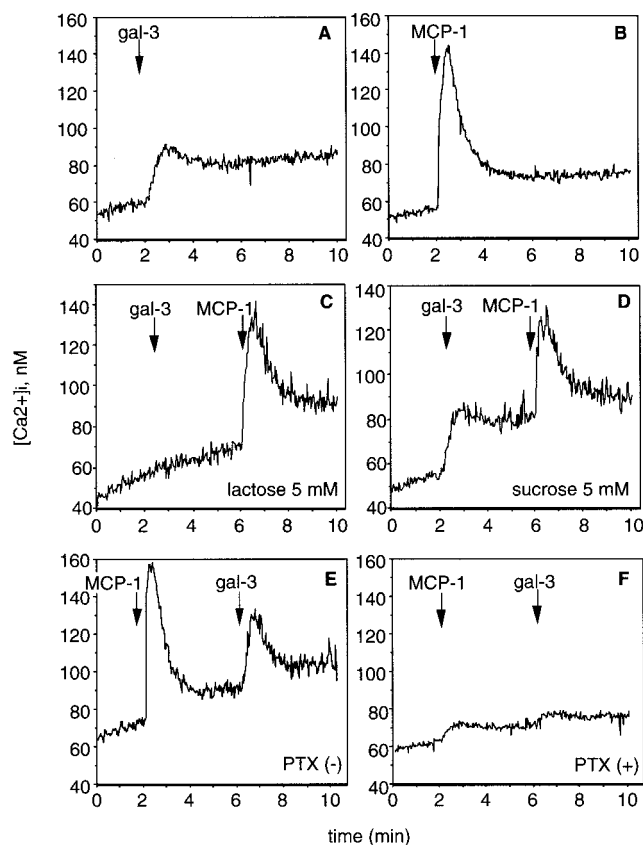 gal-3
A
160
140
120
100
80
60
40
0 2 4 6 8 10
MCP-1
B
160
140
120
100
80
60
40
0 2 4 6 8 10
gal-3
MCP-1
C
140
120
100
80
60
40
0 2 4 6 8 10
lactose 5 mM
gal-3
MCP-1
D
140
120
100
80
60
40
0 2 4 6 8 10
sucrose 5 mM
[Ca2+]i, nM
MCP-1
gal-3
E
160
140
120
100
80
60
40
0 2 4 6 8 10
PTX (-)
MCP-1
gal-3
F
160
140
120
100
80
60
40
0 2 4 6 8 10
PTX (+)
time (min)